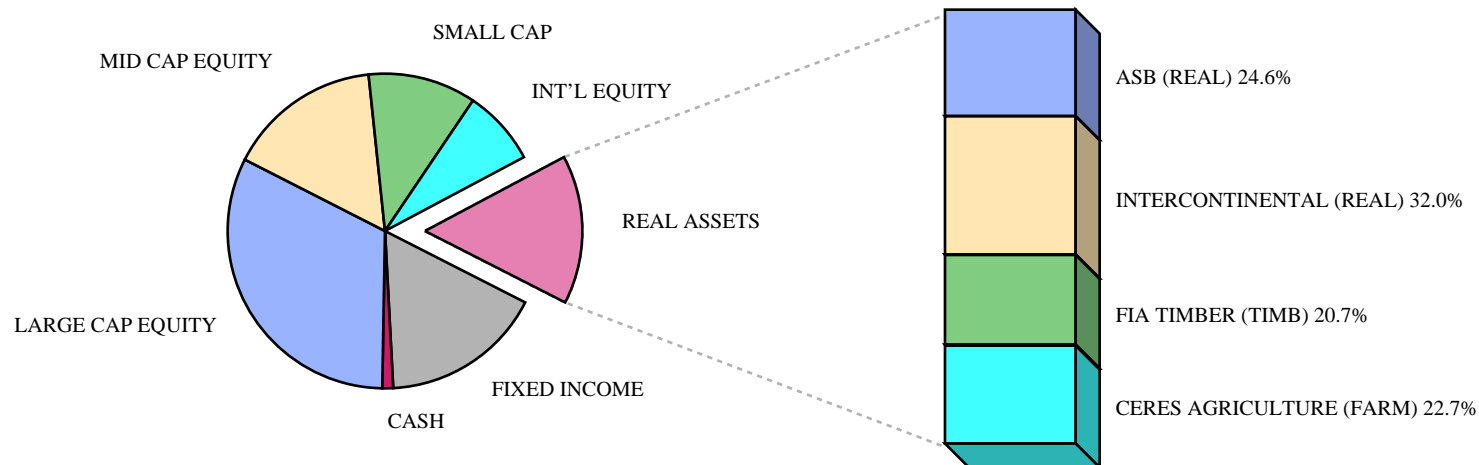 SMALL CAP
MID CAP EQUITY
INT'L EQUITY
REAL ASSETS
LARGE CAP EQUITY
FIXED INCOME
CASH
ASB (REAL) 24.6%
INTERCONTINENTAL (REAL) 32.0%
FIA TIMBER (TIMB) 20.7%
CERES AGRICULTURE (FARM) 22.7%